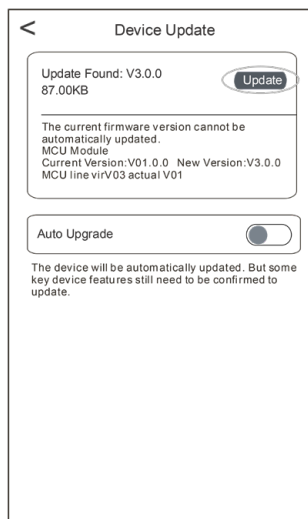 <
Device Update
Update Found: V3.0.0
87.00KB
Update
The current firmware version cannot be
automatically updated.
MCU Module
Current Version:V01.0.0 New Version:V3.0.0
MCU line virV03 actual V01
Auto Upgrade
The device will be automatically updated. But some
key device features still need to be confirmed to
update.